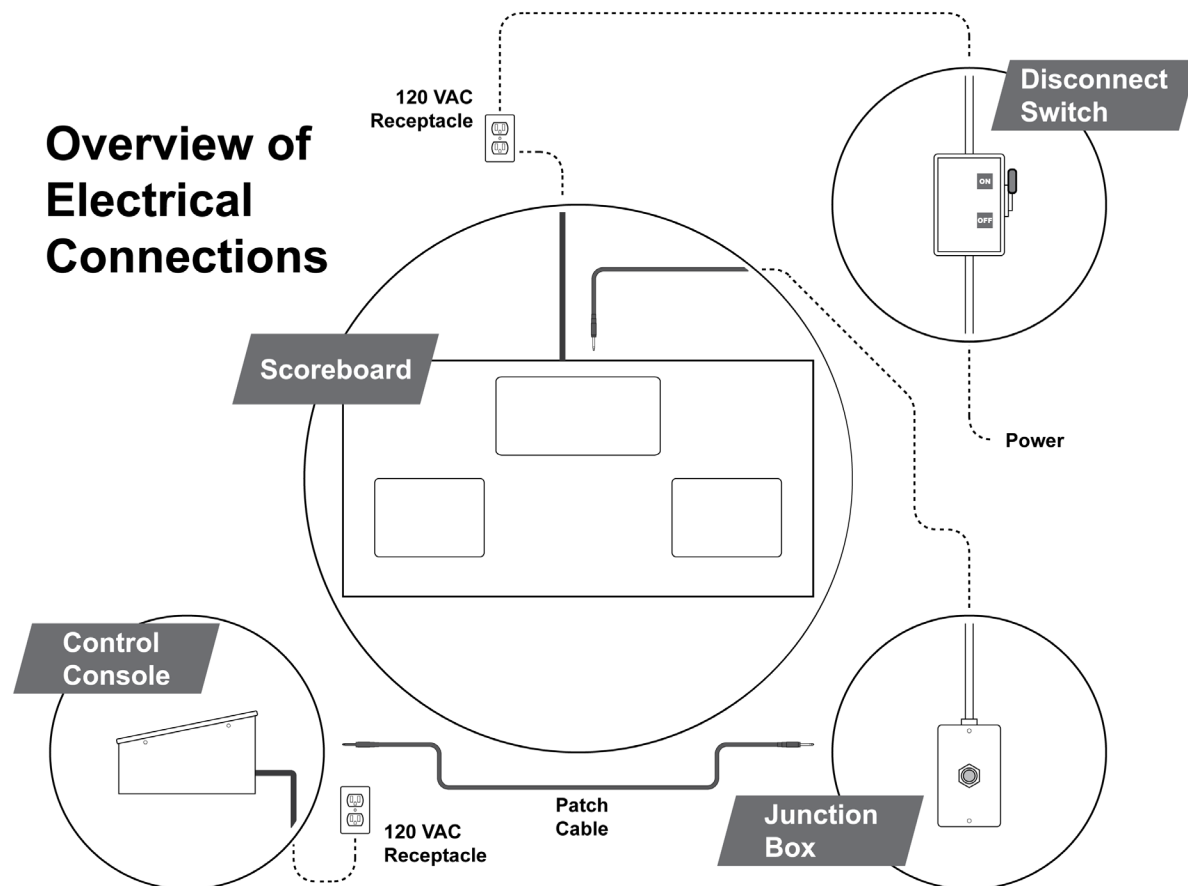 Overview of
Electrical
Connections
120 VAC
Receptacle
Disconnect
Switch
ON
OFF
Scoreboard
Power
Control
Console
120 VAC
Receptacle
Patch
Cable
Junction
Box